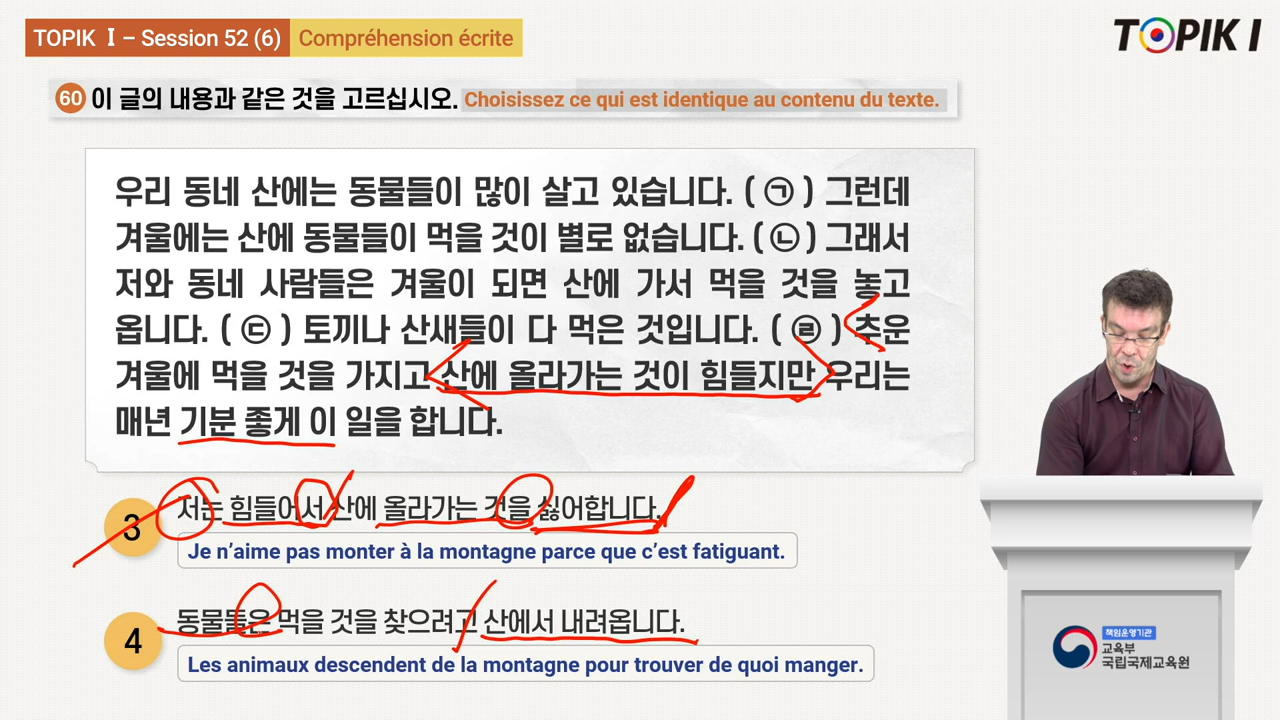 TOPIK I – Session 52 (6) Compréhension écrite
TOPIK I
60 이 글의 내용과 같은 것을 고르십시오. Choisissez ce qui est identique au contenu du texte.
우리 동네 산에는 동물들이 많이 살고 있습니다. ( ㉠ ) 그런데
겨울에는 산에 동물들이 먹을 것이 별로 없습니다. ( ㉡ ) 그래서
저와 동네 사람들은 겨울이 되면 산에 가서 먹을 것을 놓고
옵니다. ( ㉢ ) 토끼나 산새들이 다 먹은 것입니다. ( ㉣ ) 추운
겨울에 먹을 것을 가지고 산에 올라가는 것이 힘들지만 우리는
매년 기분 좋게 이 일을 합니다.
3 저는 힘들어서 산에 올라가는 것을 싫어합니다.
Je n’aime pas monter à la montagne parce que c’est fatiguant.
4 동물들은 먹을 것을 찾으려고 산에서 내려옵니다.
Les animaux descendent de la montagne pour trouver de quoi manger.
책임운영기관
교육부
국립국제교육원